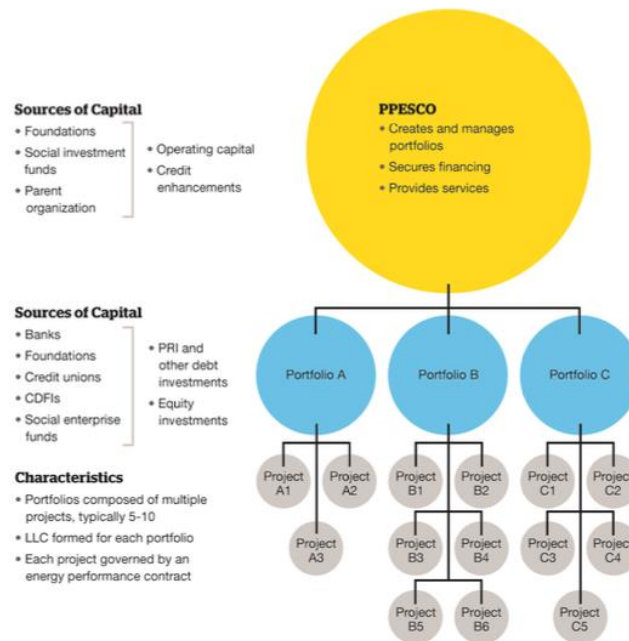 Sources of Capital
• Foundations
• Social investment
funds
• Parent
organization
• Operating capital
• Credit
enhancements
PPESCO
• Creates and manages
portfolios
• Secures financing
• Provides services
Sources of Capital
• Banks
• Foundations
• Credit unions
• CDFIs
• Social enterprise
funds
• PRI and
other debt
investments
• Equity
investments
Portfolio A
Portfolio B
Portfolio C
Characteristics
• Portfolios composed of multiple
projects, typically 5-10
• LLC formed for each portfolio
• Each project governed by an
energy performance contract
Project
A1
Project
A2
Project
A3
Project
B1
Project
B2
Project
B3
Project
B4
Project
B5
Project
B6
Project
C1
Project
C2
Project
C3
Project
C4
Project
C5